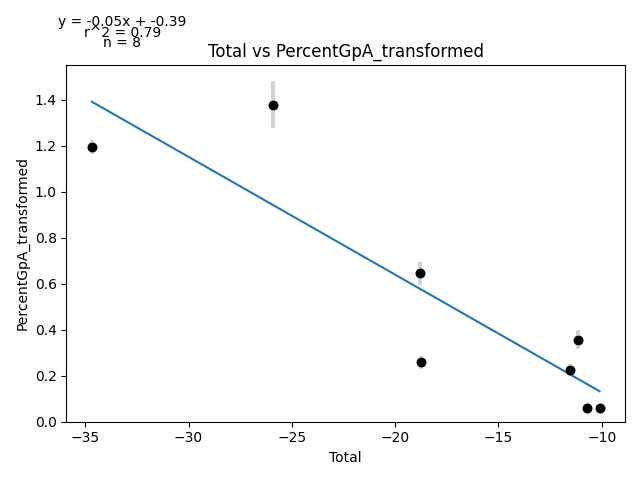 y = -0.05x + -0.39
r^2 = 0.79
n = 8
Total vs PercentGpA_transformed
PercentGpA_transformed
1.4
1.2
1.0
0.8
0.6
0.4
0.2
0.0
−35
−30
−25
−20
−15
−10
Total